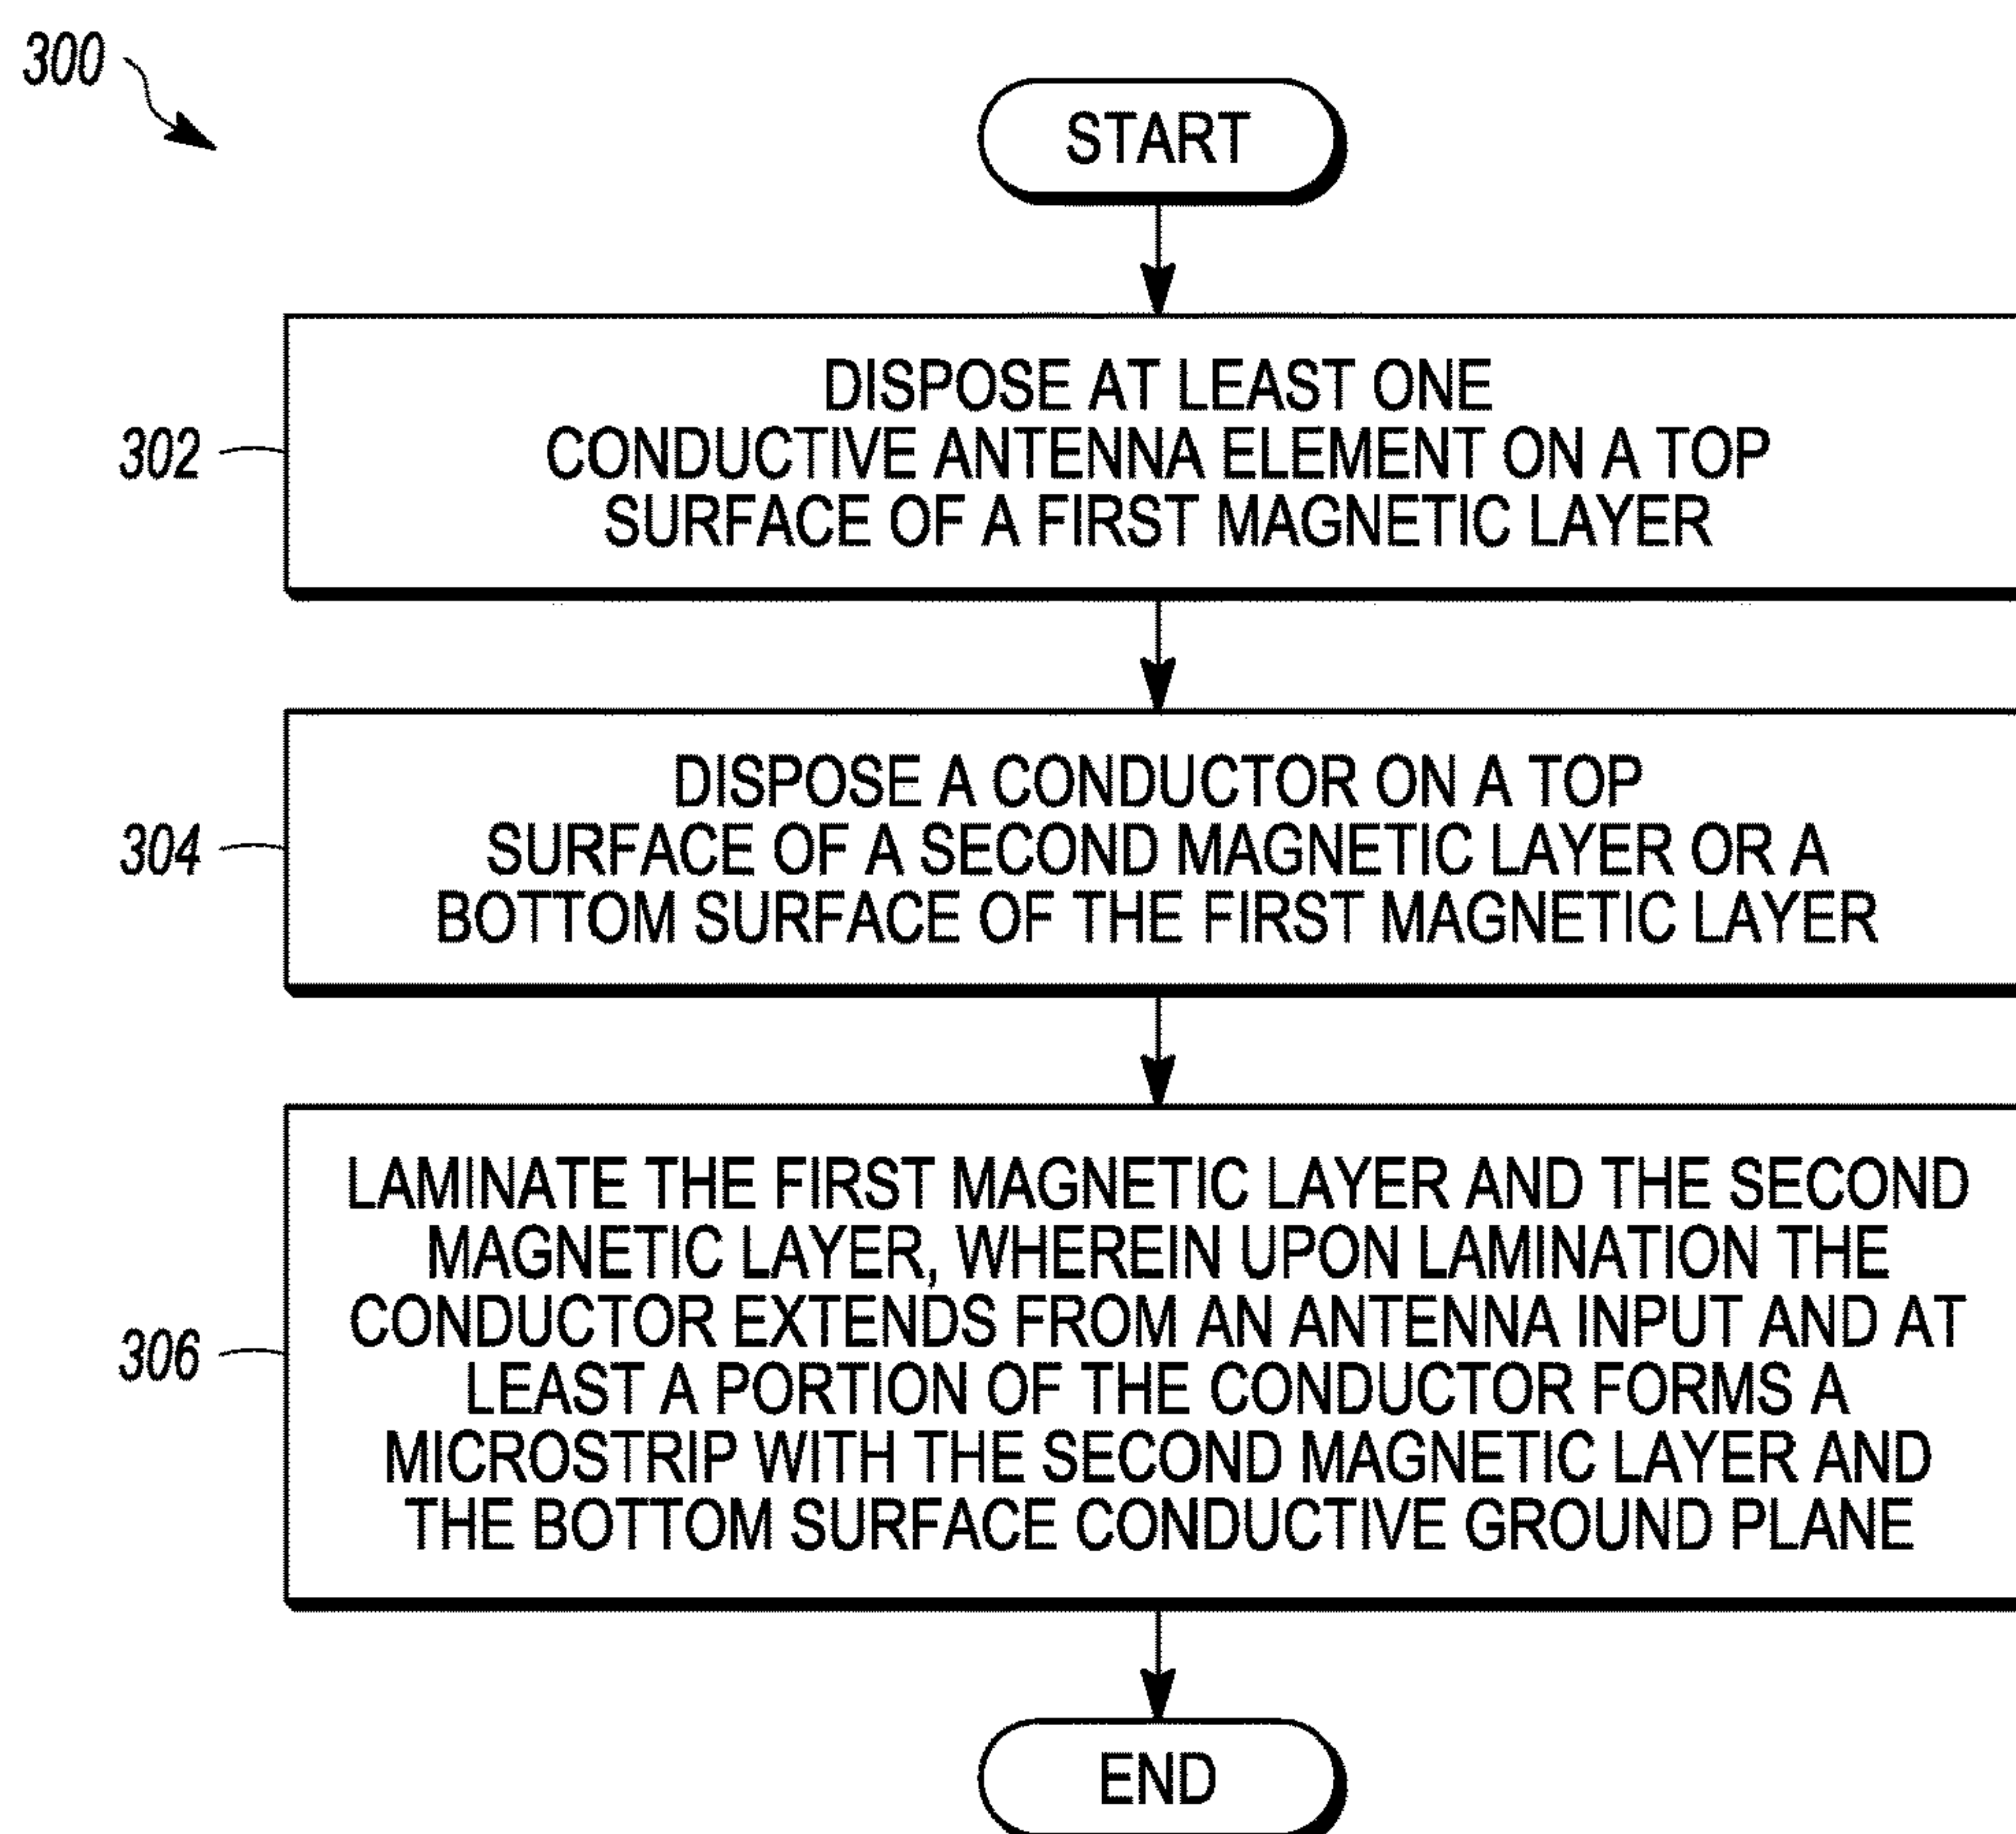 300
START
302
DISPOSE AT LEAST ONE
CONDUCTIVE ANTENNA ELEMENT ON A TOP
SURFACE OF A FIRST MAGNETIC LAYER
304
DISPOSE A CONDUCTOR ON A TOP
SURFACE OF A SECOND MAGNETIC LAYER OR A
BOTTOM SURFACE OF THE FIRST MAGNETIC LAYER
306
LAMINATE THE FIRST MAGNETIC LAYER AND THE SECOND
MAGNETIC LAYER, WHEREIN UPON LAMINATION THE
CONDUCTOR EXTENDS FROM AN ANTENNA INPUT AND AT
LEAST A PORTION OF THE CONDUCTOR FORMS A
MICROSTRIP WITH THE SECOND MAGNETIC LAYER AND
THE BOTTOM SURFACE CONDUCTIVE GROUND PLANE
END